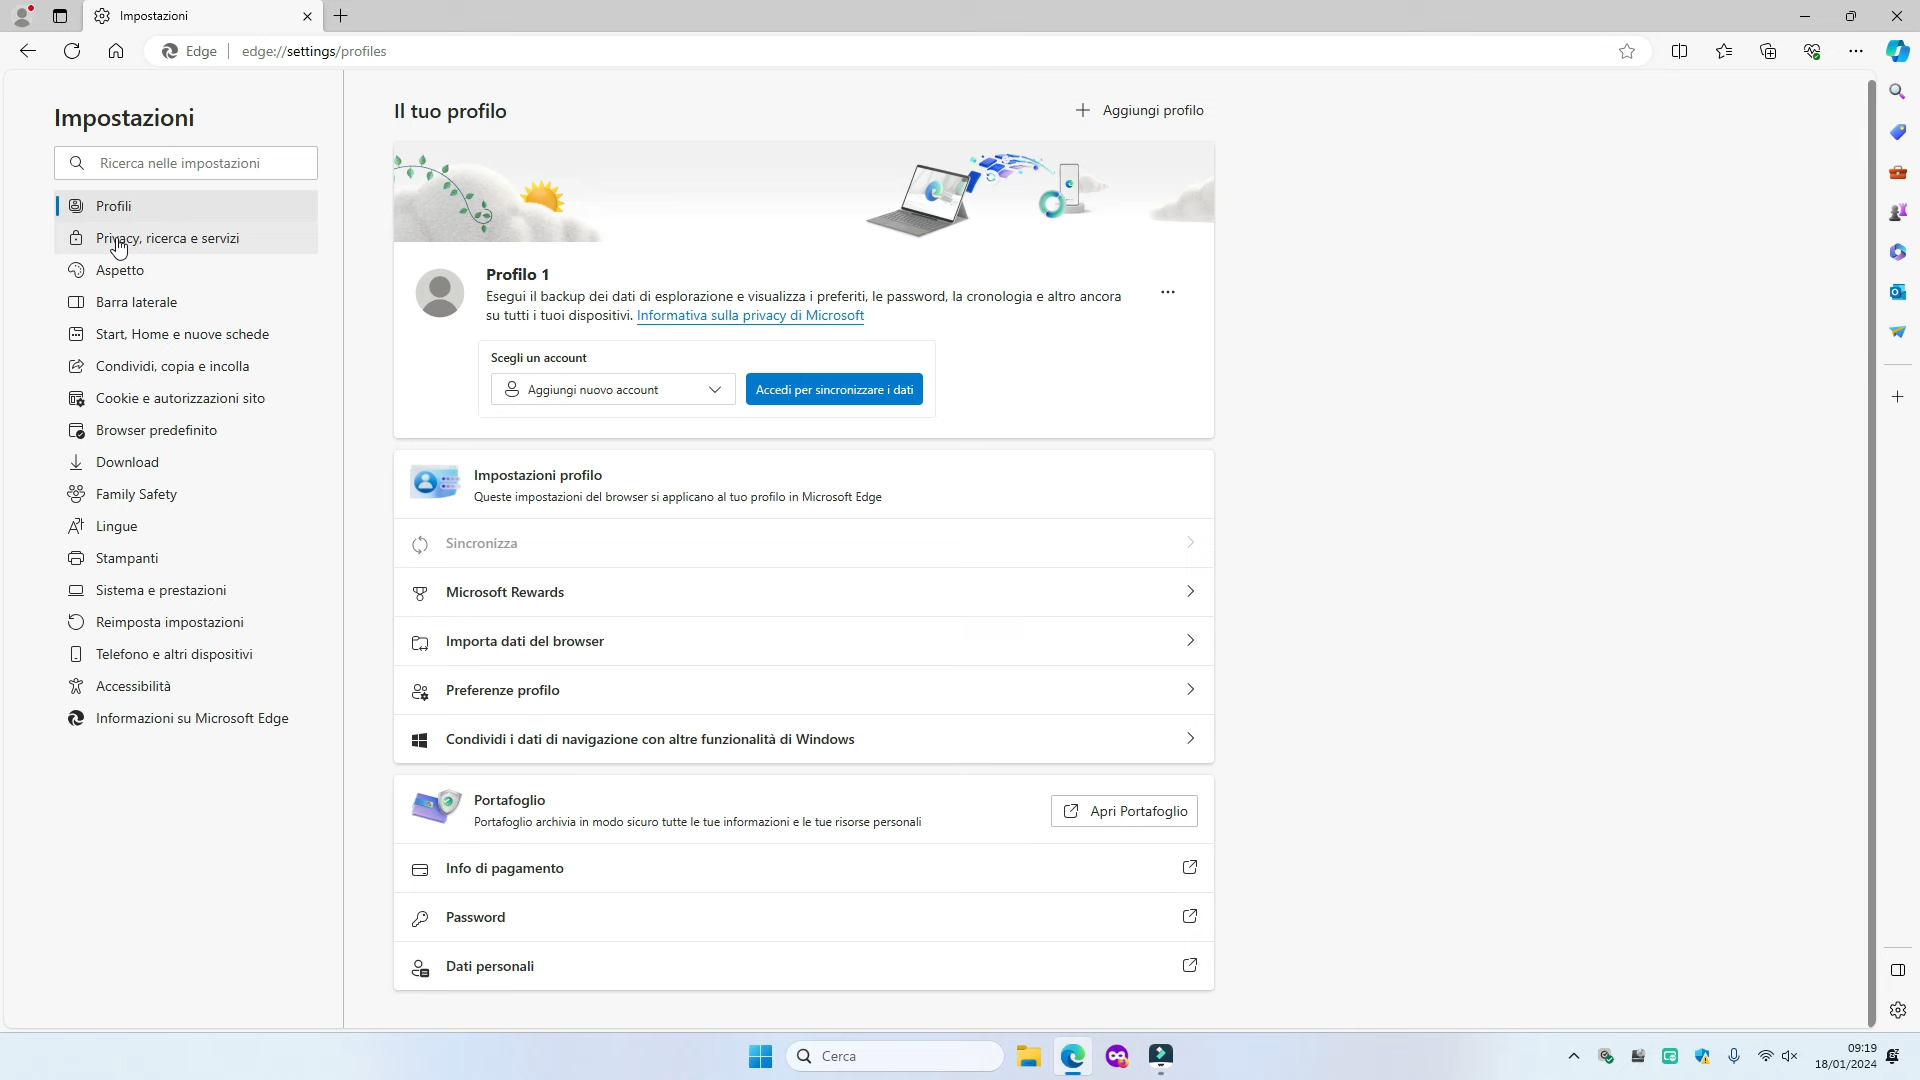 Impostazioni
Edge
edge://settings/profiles
Impostazioni
Ricerca nelle impostazioni
Profili
Privacy, ricerca e servizi
Aspetto
Barra laterale
Start, Home e nuove schede
Condividi, copia e incolla
Cookie e autorizzazioni sito
Browser predefinito
Download
Family Safety
Lingue
Stampanti
Sistema e prestazioni
Reimposta impostazioni
Telefono e altri dispositivi
Accessibilità
Informazioni su Microsoft Edge
Il tuo profilo
Aggiungi profilo
Profilo 1
Esegui il backup dei dati di esplorazione e visualizza i preferiti, le password, la cronologia e altro ancora
su tutti i tuoi dispositivi. Informativa sulla privacy di Microsoft
Scegli un account
Aggiungi nuovo account
Accedi per sincronizzare i dati
Impostazioni profilo
Queste impostazioni del browser si applicano al tuo profilo in Microsoft Edge
Sincronizza
Microsoft Rewards
Importa dati del browser
Preferenze profilo
Condividi i dati di navigazione con altre funzionalità di Windows
Portafoglio
Portafoglio archivia in modo sicuro tutte le tue informazioni e le tue risorse personali
Apri Portafoglio
Info di pagamento
Password
Dati personali
Cerca
09:19
18/01/2024